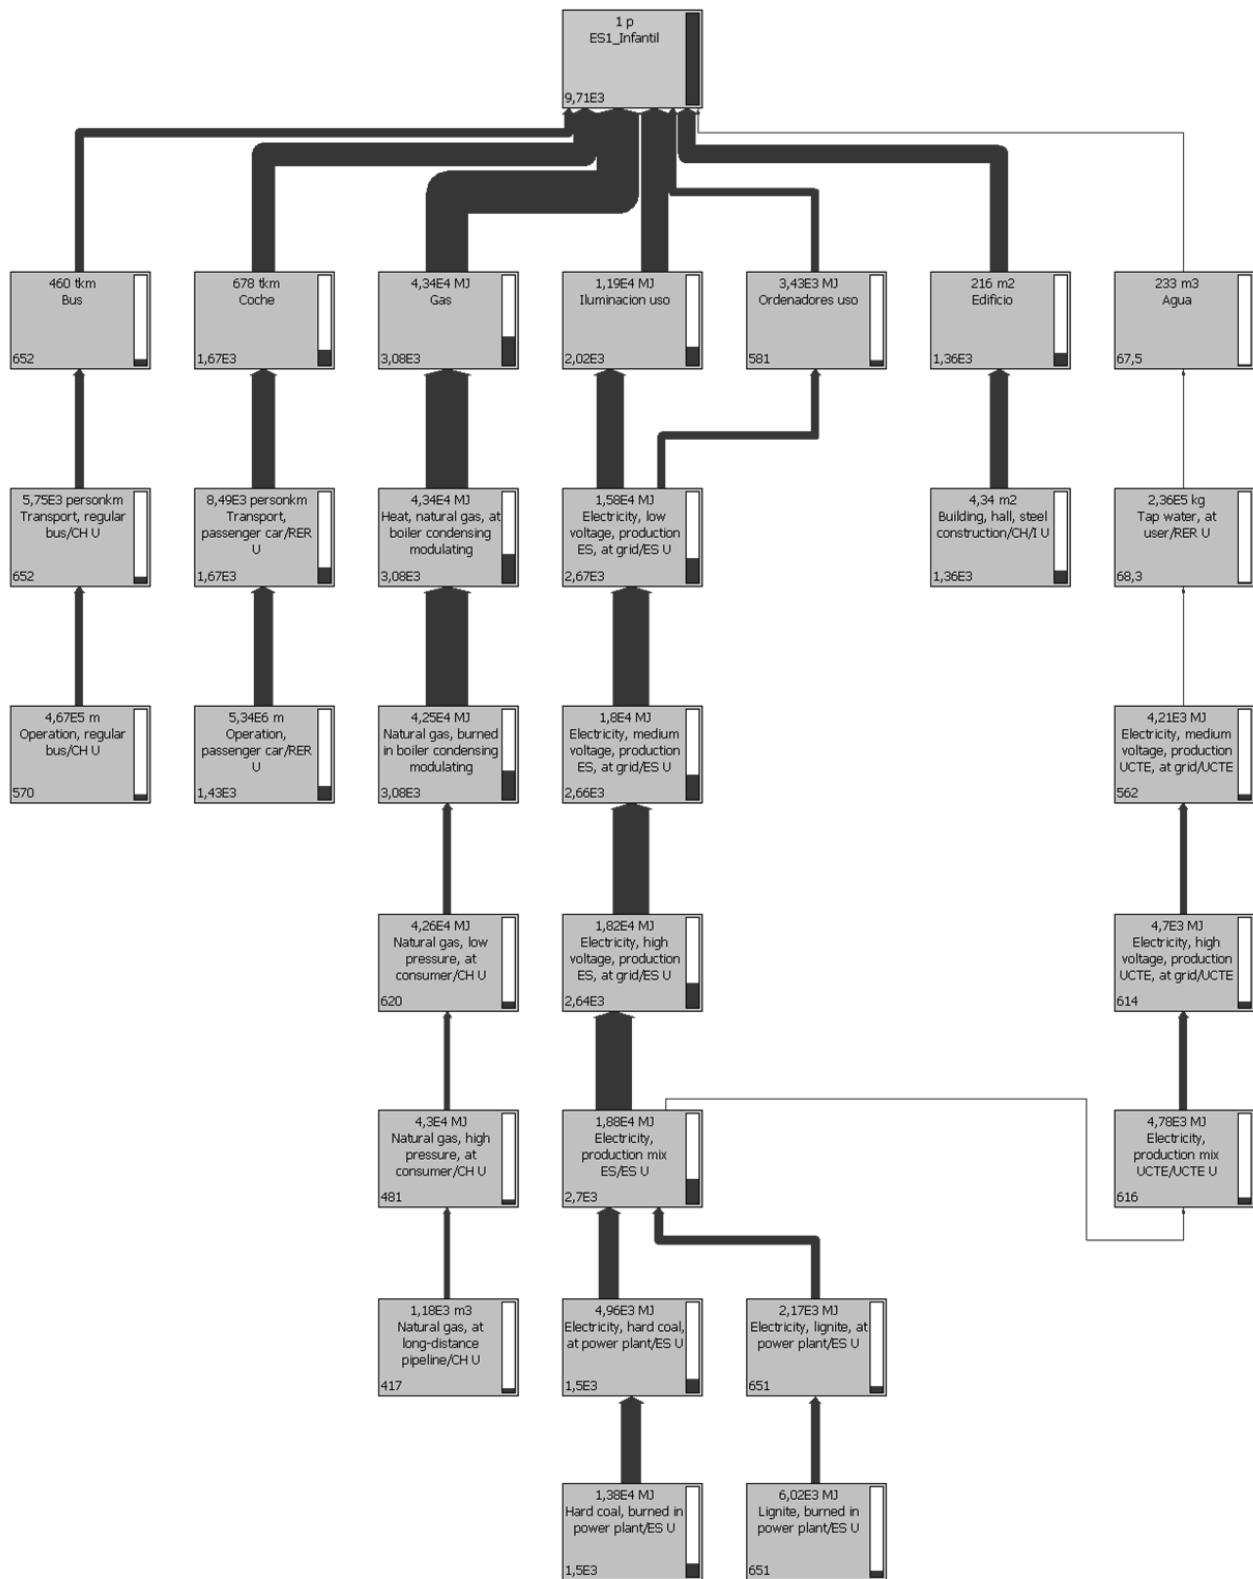 1 p
ES1_Infantil
9,71E3
460 tkm
Bus
652
678 tkm
Coche
1,67E3
4,34E4 MJ
Gas
3,08E3
1,19E4 MJ
Iluminacion uso
2,02E3
3,43E3 MJ
Ordenadores uso
581
216 m2
Edificio
1,36E3
233 m3
Agua
67,5
5,75E3 personkm
Transport, regular
bus/CH U
652
8,49E3 personkm
Transport,
passenger car/RER
U
1,67E3
4,34E4 MJ
Heat, natural gas, at
boiler condensing
modulating
3,08E3
1,58E4 MJ
Electricity, low
voltage, production
ES, at grid/ES U
2,67E3
4,34 m2
Building, hall, steel
construction/CH/I U
1,36E3
2,36E5 kg
Tap water, at
user/RER U
68,3
4,67E5 m
Operation, regular
bus/CH U
570
5,34E6 m
Operation,
passenger car/RER
U
1,43E3
4,25E4 MJ
Natural gas, burned
in boiler condensing
modulating
3,08E3
1,8E4 MJ
Electricity, medium
voltage, production
ES, at grid/ES U
2,66E3
4,21E3 MJ
Electricity, medium
voltage, production
UCTE, at grid/UCTE
562
4,26E4 MJ
Natural gas, low
pressure, at
consumer/CH U
620
1,82E4 MJ
Electricity, high
voltage, production
ES, at grid/ES U
2,64E3
4,7E3 MJ
Electricity, high
voltage, production
UCTE, at grid/UCTE
614
4,3E4 MJ
Natural gas, high
pressure, at
consumer/CH U
481
1,88E4 MJ
Electricity,
production mix
ES/ES U
2,7E3
4,78E3 MJ
Electricity,
production mix
UCTE/UCTE U
616
1,18E3 m3
Natural gas, at
long-distance
pipeline/CH U
417
4,96E3 MJ
Electricity, hard coal,
at power plant/ES U
1,5E3
2,17E3 MJ
Electricity, lignite, at
power plant/ES U
651
1,38E4 MJ
Hard coal, burned in
power plant/ES U
1,5E3
6,02E3 MJ
Lignite, burned in
power plant/ES U
651